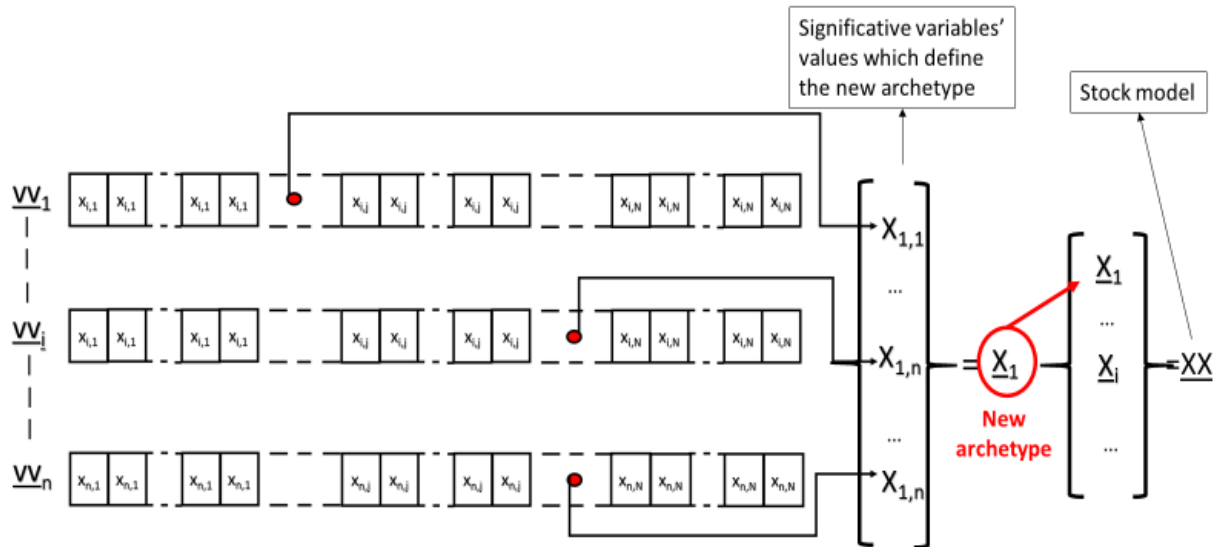 Significative variables'
values which define
the new archetype
Stock model
vv1 xi,1 xi,1 xi,1 xi,1 xi,j xi,j xi,j xi,j xi,N xi,N xi,N xi,N
X1,1
...
vvi xi,1 xi,1 xi,1 xi,1 xi,j xi,j xi,j xi,j xi,N xi,N xi,N xi,N
X1,n
...
vvn xn,1 xn,1 xn,1 xn,1 xn,j xn,j xn,j xn,j xn,N xn,N xn,N xn,N
X1,n
= X1
New
archetype
X1
...
Xi
...
=XX